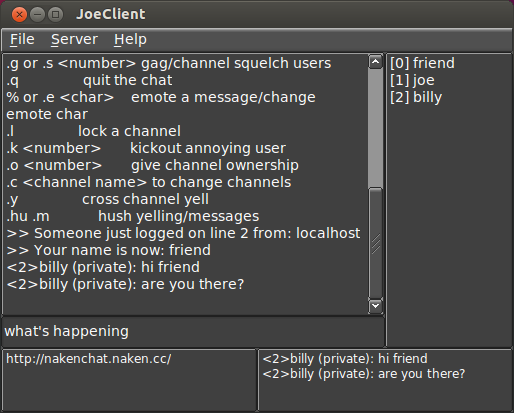 JoeClient
File Server Help
.g or .s <number> gag/channel squelch users
.q quit the chat
% or .e <char> emote a message/change
emote char
.l lock a channel
.k <number> kickout annoying user
.o <number> give channel ownership
.c <channel name> to change channels
.y cross channel yell
.hu .m hush yelling/messages
>> Someone just logged on line 2 from: localhost
>> Your name is now: friend
<2>billy (private): hi friend
<2>billy (private): are you there?
[0] friend
[1] joe
[2] billy
what's happening
http://nakenchat.naken.cc/
<2>billy (private): hi friend
<2>billy (private): are you there?